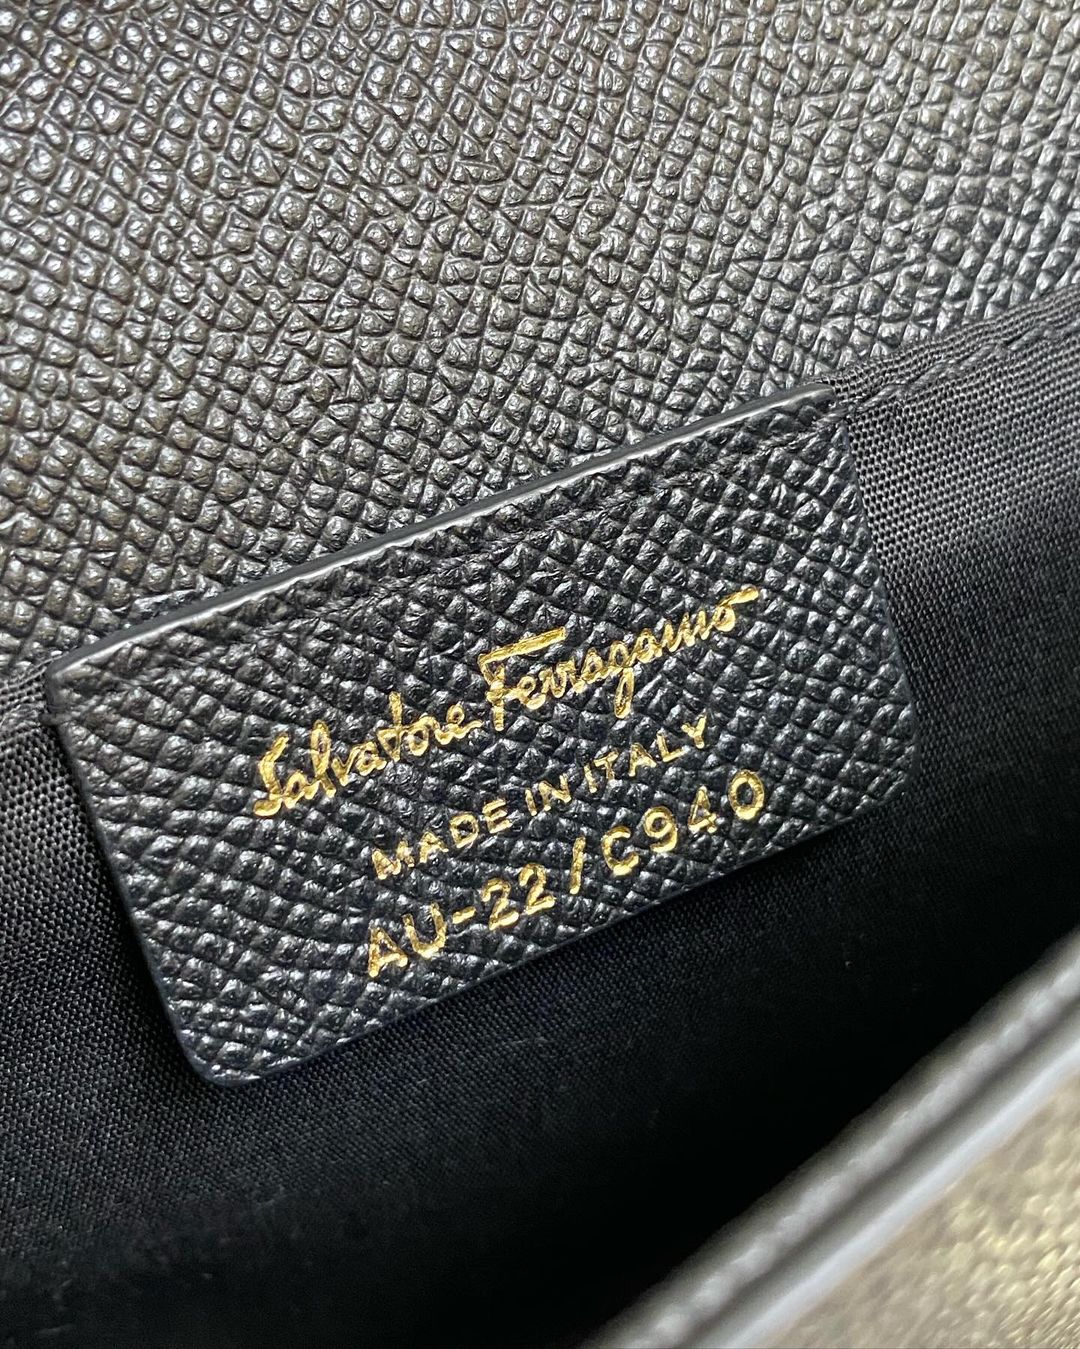 Salvatore Ferragamo
MADE IN ITALY
AU-22/C940